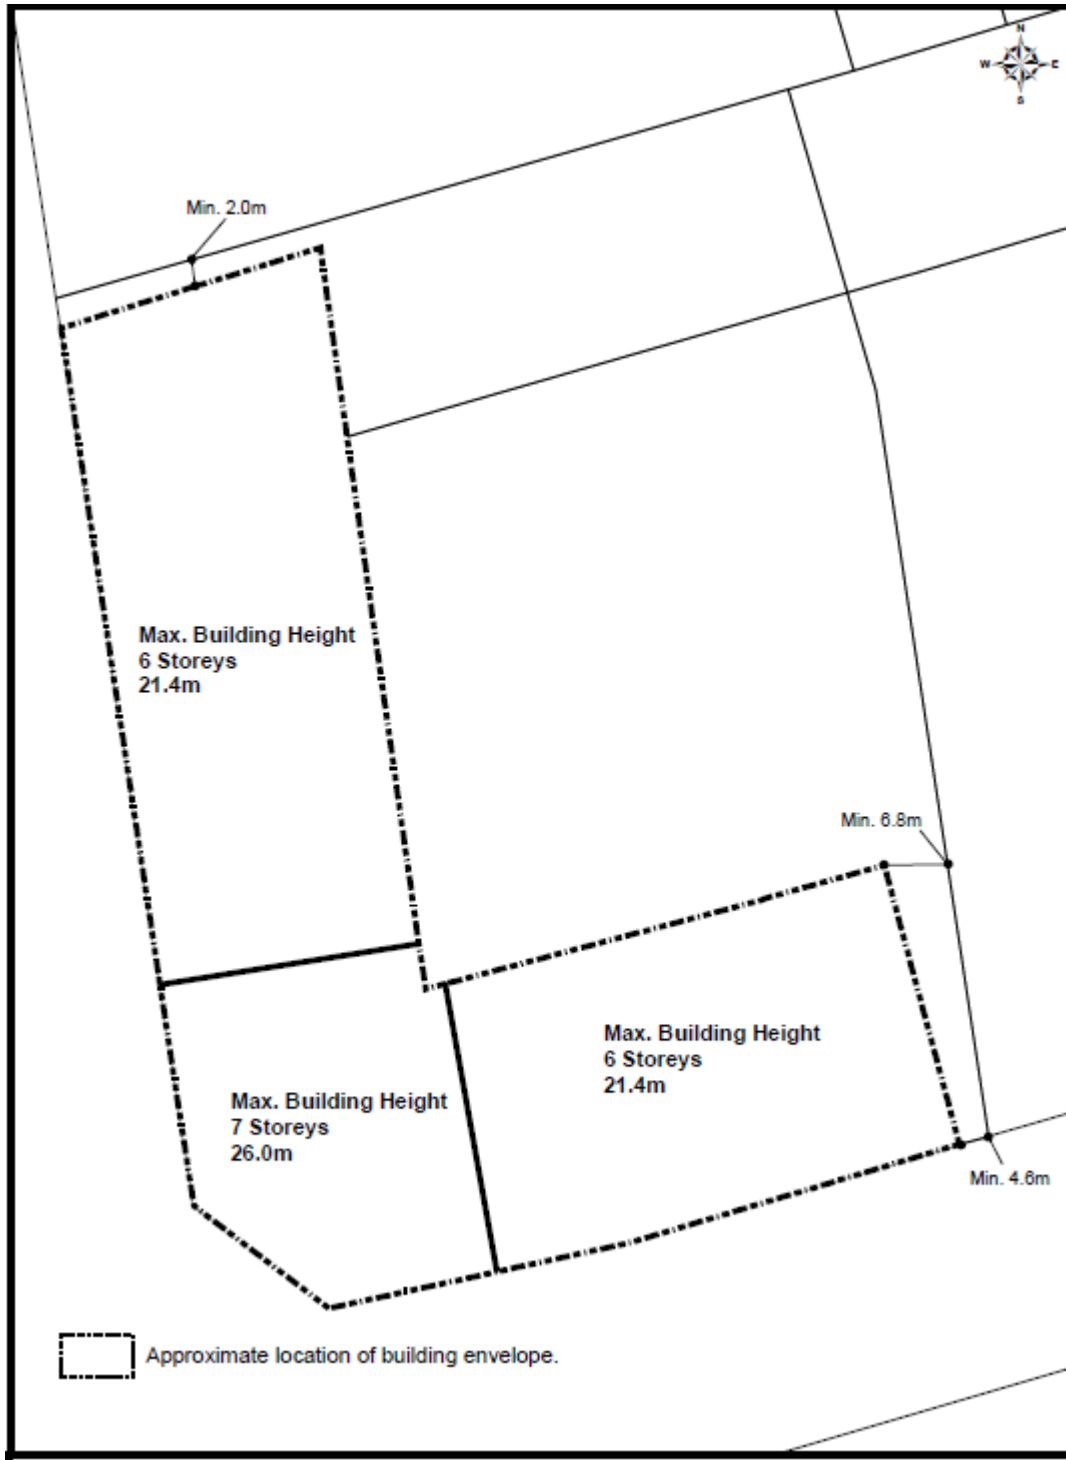 N
W E
S
Min. 2.0m
Max. Building Height
6 Storeys
21.4m
Min. 6.8m
Max. Building Height
6 Storeys
21.4m
Max. Building Height
7 Storeys
26.0m
Min. 4.6m
Approximate location of building envelope.